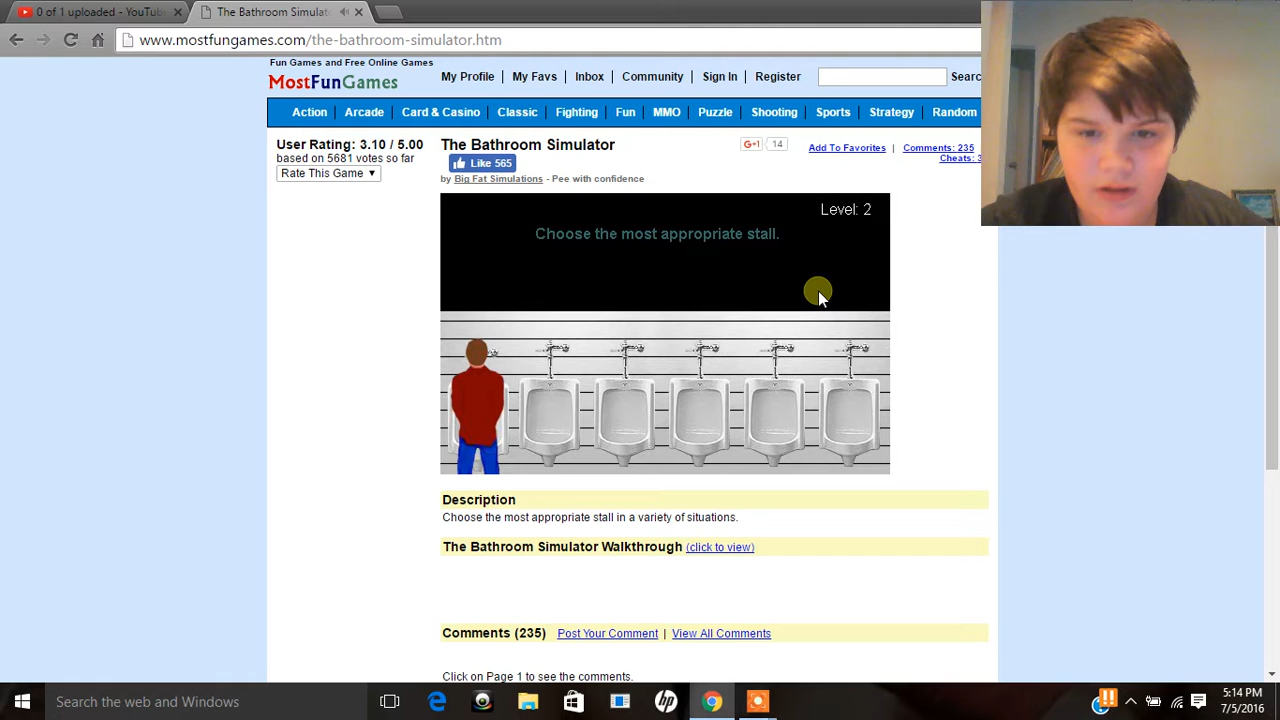 0 of 1 uploaded - YouTube
The Bathroom Simulator
www.mostfungames.com/the-bathroom-simulator.htm
Fun Games and Free Online Games
MostFunGames
My Profile | My Favs | Inbox | Community | Sign In | Register
Action Arcade Card & Casino Classic Fighting Fun MMO Puzzle Shooting Sports Strategy Random
User Rating: 3.10 / 5.00
based on 5681 votes so far
Rate This Game
The Bathroom Simulator
G+1 14
Add To Favorites | Comments: 235
Like 565
by Big Fat Simulations - Pee with confidence
Level: 2
Choose the most appropriate stall.
Description
Choose the most appropriate stall in a variety of situations.
The Bathroom Simulator Walkthrough (click to view)
Comments (235) Post Your Comment | View All Comments
Click on Page 1 to see the comments.
Search the web and Windows
hp
5:14 PM
7/5/2016